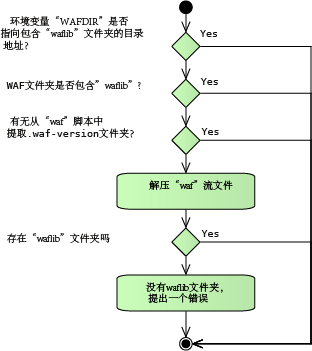 环境变量“WAFDIR”是否
指向包含“waflib”文件夹的目录
地址?
Yes
WAF文件夹是否包含”waflib”?
Yes
有无从“waf”脚本中
提取.waf-version文件夹?
Yes
解压“waf”流文件
存在“waflib”文件夹吗
Yes
没有waflib文件夹,
提出一个错误